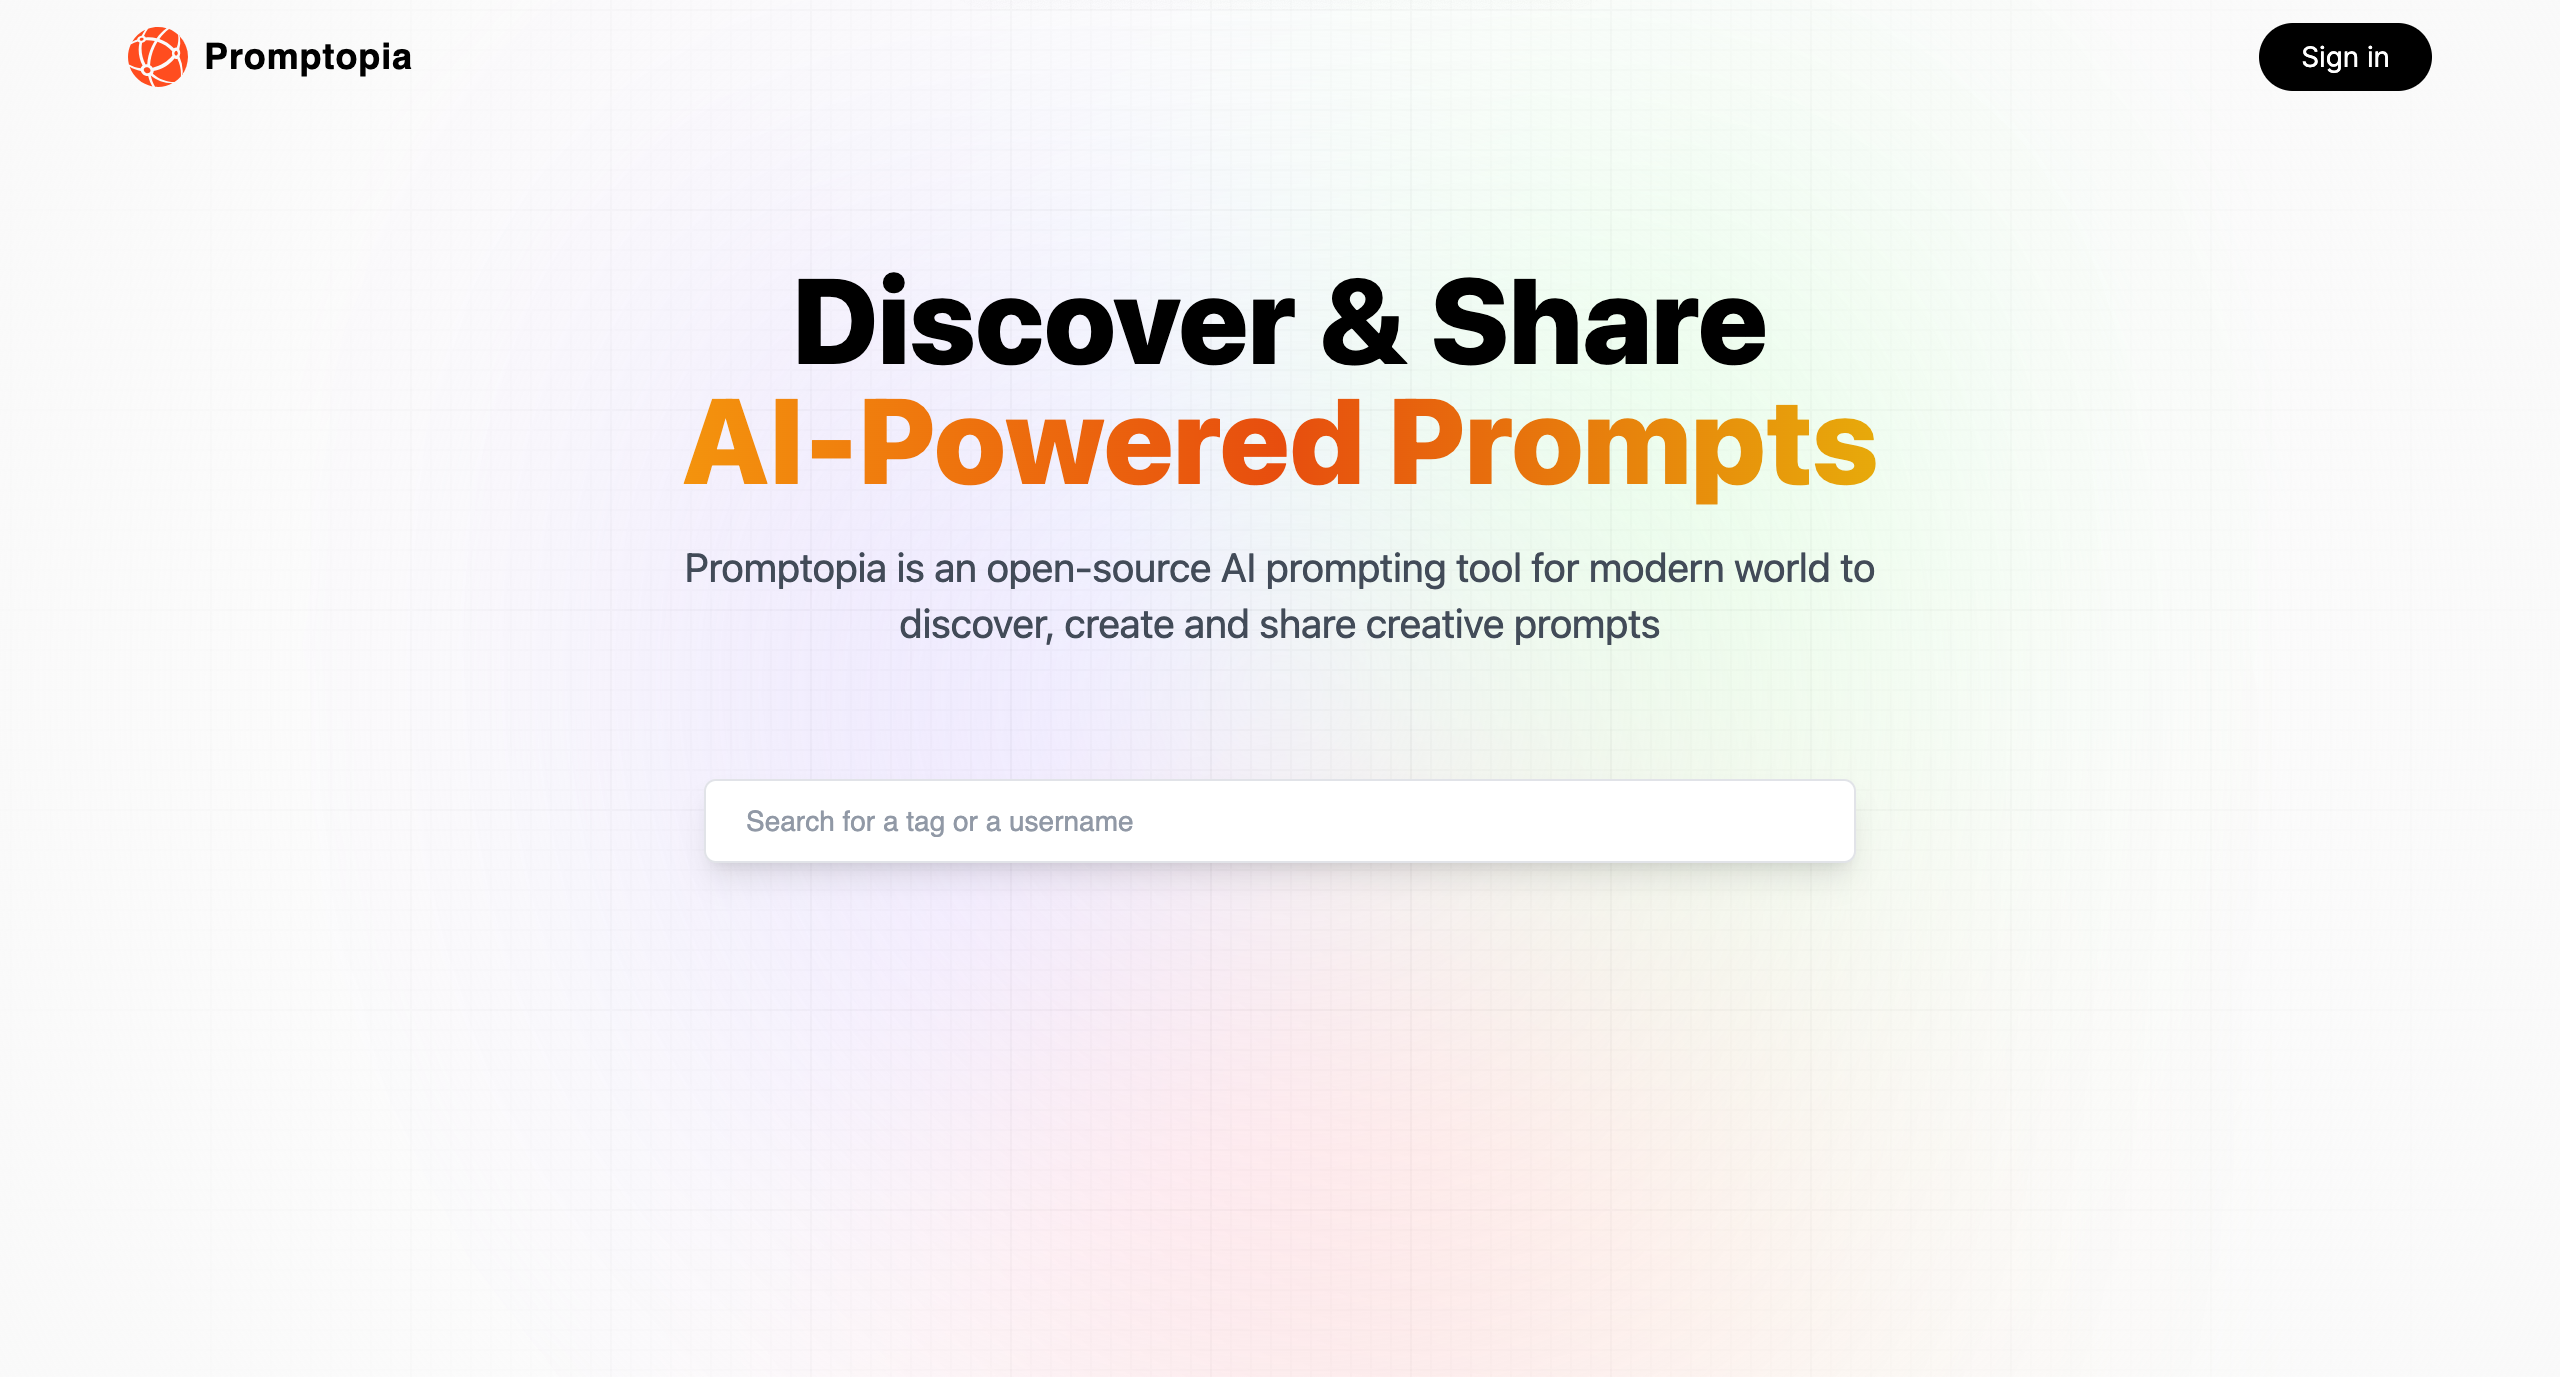 Promptopia
Sign in
Discover & Share
AI-Powered Prompts
Promptopia is an open-source AI prompting tool for modern world to
discover, create and share creative prompts
Search for a tag or a username